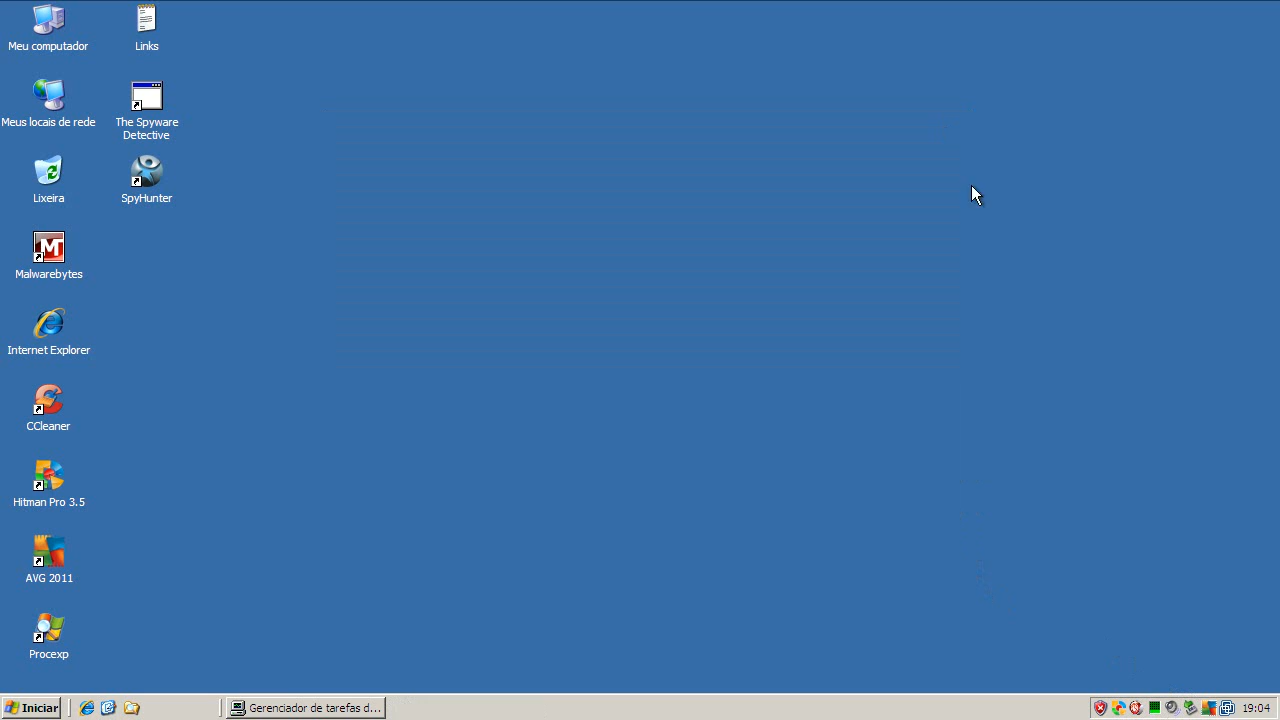 Meu computador
Links
Meus locais de rede
The Spyware
Detective
Lixeira
SpyHunter
Malwarebytes
Internet Explorer
CCleaner
Hitman Pro 3.5
AVG 2011
Procexp
Iniciar
Gerenciador de tarefas d...
19:04